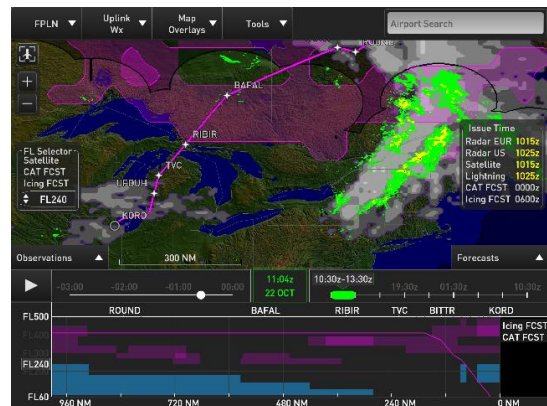 FPLN ▼
Uplink Wx ▼
Map Overlays ▼
Tools ▼
Airport Search
BAFAL
RIBIR
TVC
KORD
FL Selector
Satellite
CAT FCST
Icing FCST
FL240
Issue Time
Radar EUR 1015z
Radar US 1025z
Satellite 1015z
Lightning 1025z
CAT FCST 0000z
Icing FCST 0600z
Observations ▲
300 NM
Forecasts ▲
-03:00
-02:00
-01:00
00:00
11:04z
22 OCT
10:30z-13:30z
19:30z
01:30z
10:30z
FL500
ROUND
BAFAL
RIBIR
TVC
BITTR
KORD
FL400
FL300
FL240
FL60
Icing FCST
CAT FCST
960 NM
720 NM
480 NM
240 NM
0 NM